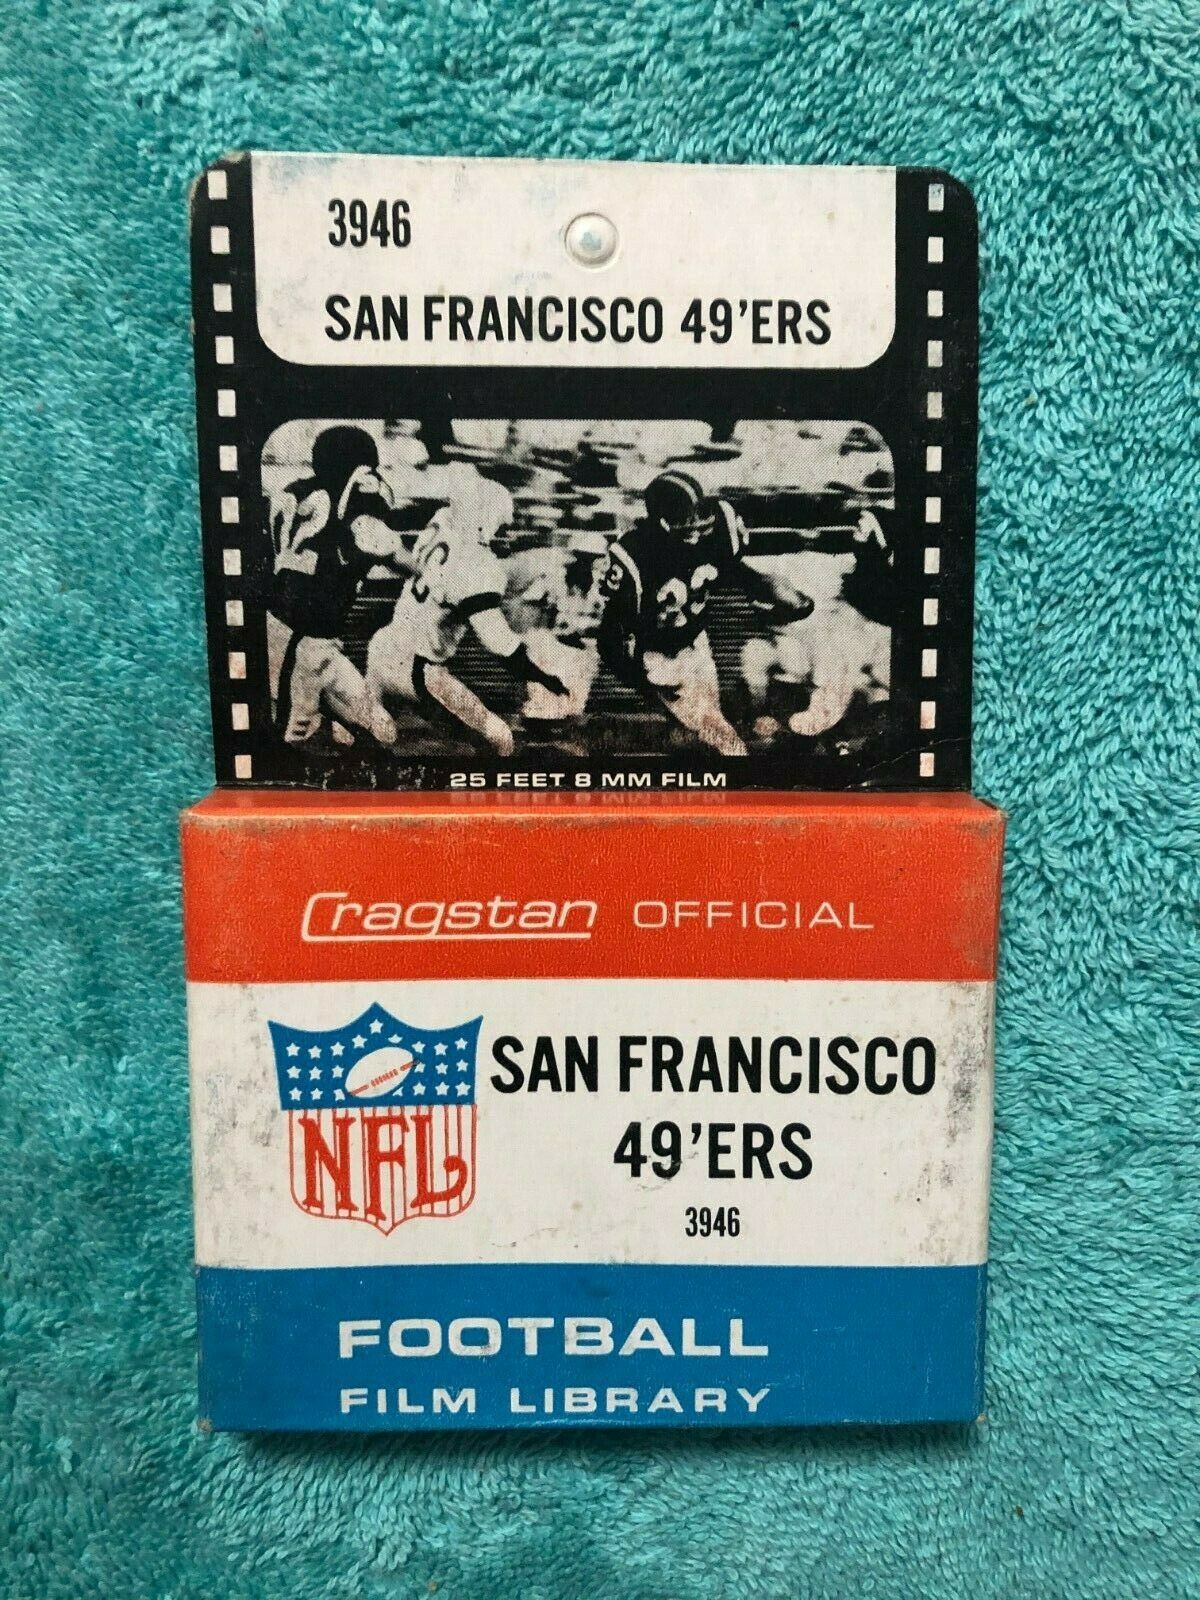 3946
SAN FRANCISCO 49'ERS
25 FEET 8 MM FILM
Cragstan OFFICIAL
NFL
SAN FRANCISCO
49'ERS
3946
FOOTBALL
FILM LIBRARY